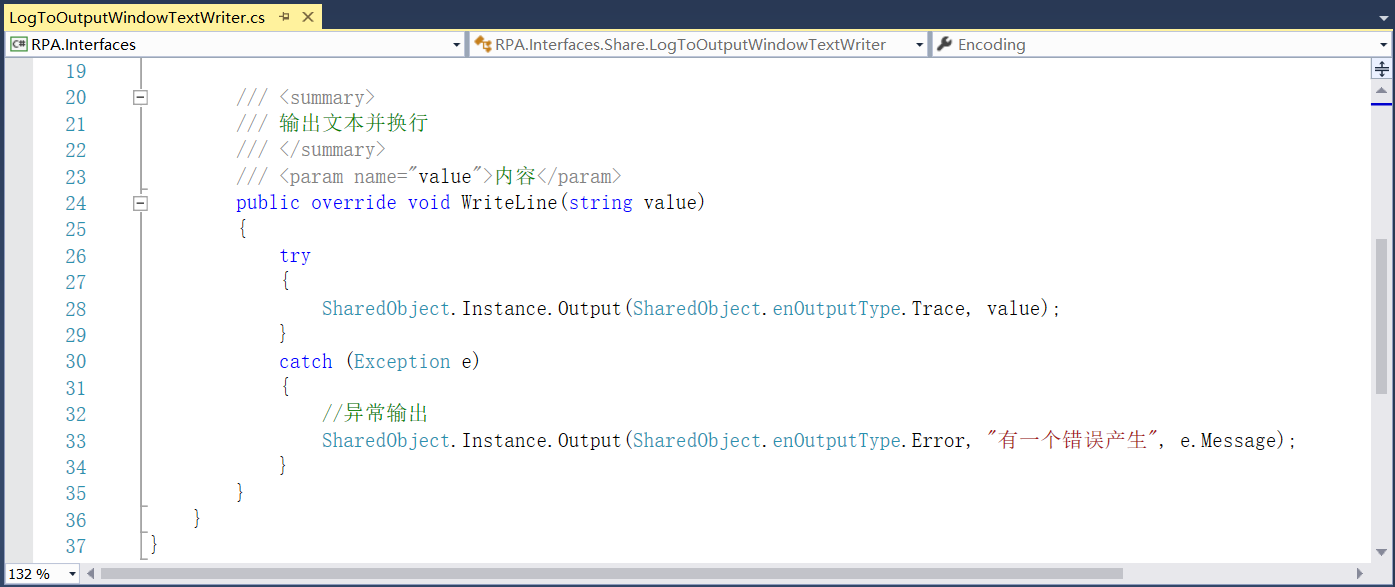 LogToOutputWindowTextWriter.cs
C# RPA.Interfaces RPA.Interfaces.Share.LogToOutputWindowTextWriter Encoding
19
20 /// <summary>
21 /// 输出文本并换行
22 /// </summary>
23 /// <param name="value">内容</param>
24 public override void WriteLine(string value)
25 {
26 try
27 {
28 SharedObject.Instance.Output(SharedObject.enOutputType.Trace, value);
29 }
30 catch (Exception e)
31 {
32 //异常输出
33 SharedObject.Instance.Output(SharedObject.enOutputType.Error, "有一个错误产生", e.Message);
34 }
35 }
36 }
37 }
132 %